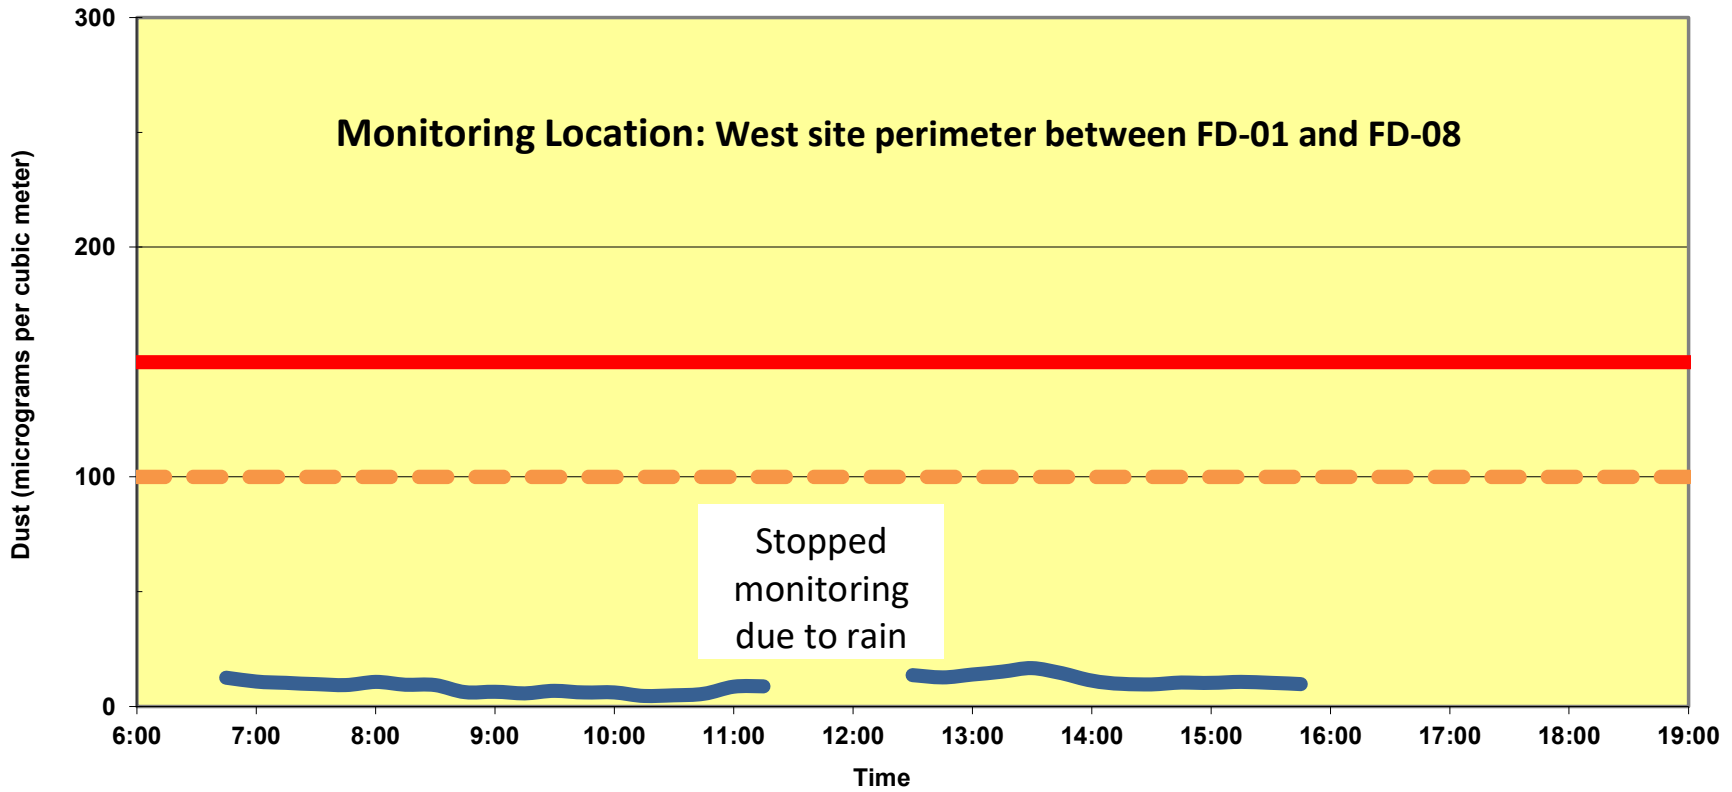 300
200
100
0
Dust (micrograms per cubic meter)
Monitoring Location: West site perimeter between FD-01 and FD-08
Stopped
monitoring
due to rain
6:00 7:00 8:00 9:00 10:00 11:00 12:00 13:00 14:00 15:00 16:00 17:00 18:00 19:00
Time